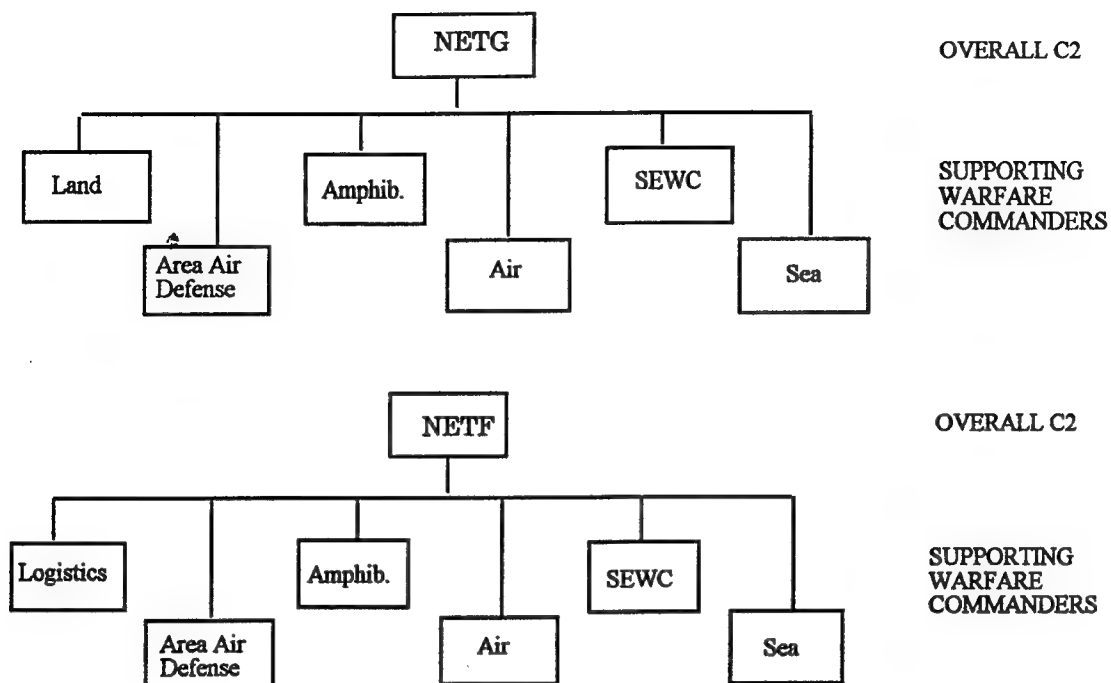 NETG
OVERALL C2
Land
Amphib.
SEWC
SUPPORTING
WARFARE
COMMANDERS
Area Air
Defense
Air
Sea
NETF
OVERALL C2
Logistics
Amphib.
SEWC
SUPPORTING
WARFARE
COMMANDERS
Area Air
Defense
Air
Sea